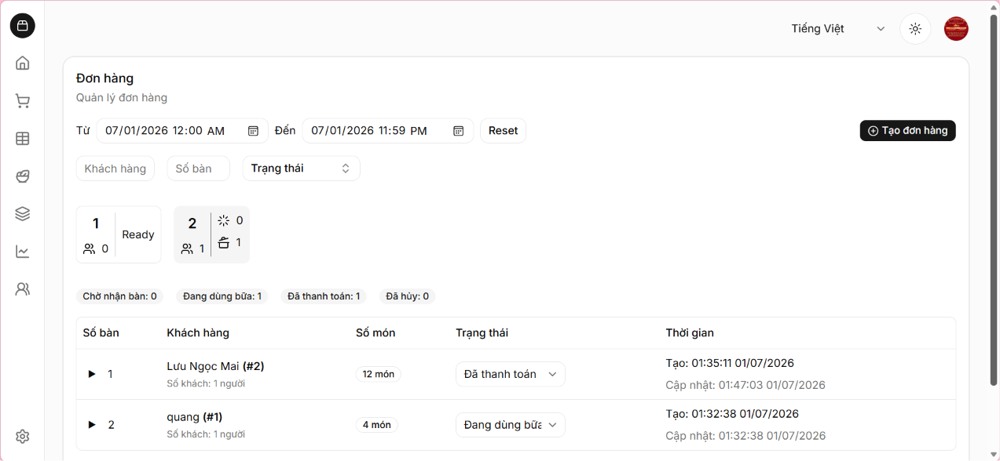 Tiếng Việt
Đơn hàng
Quản lý đơn hàng
Từ 07/01/2026 12:00 AM Đến 07/01/2026 11:59 PM Reset Tạo đơn hàng
Khách hàng Số bàn Trạng thái
1 0 Ready
2 1 0 1
Chờ nhận bàn: 0 Đang dùng bữa: 1 Đã thanh toán: 1 Đã hủy: 0
Số bàn Khách hàng Số món Trạng thái Thời gian
1 Lưu Ngọc Mai (#2) 12 món Đã thanh toán Tạo: 01:35:11 01/07/2026
Số khách: 1 người Cập nhật: 01:47:03 01/07/2026
2 quang (#1) 4 món Đang dùng bữa Tạo: 01:32:38 01/07/2026
Số khách: 1 người Cập nhật: 01:32:38 01/07/2026